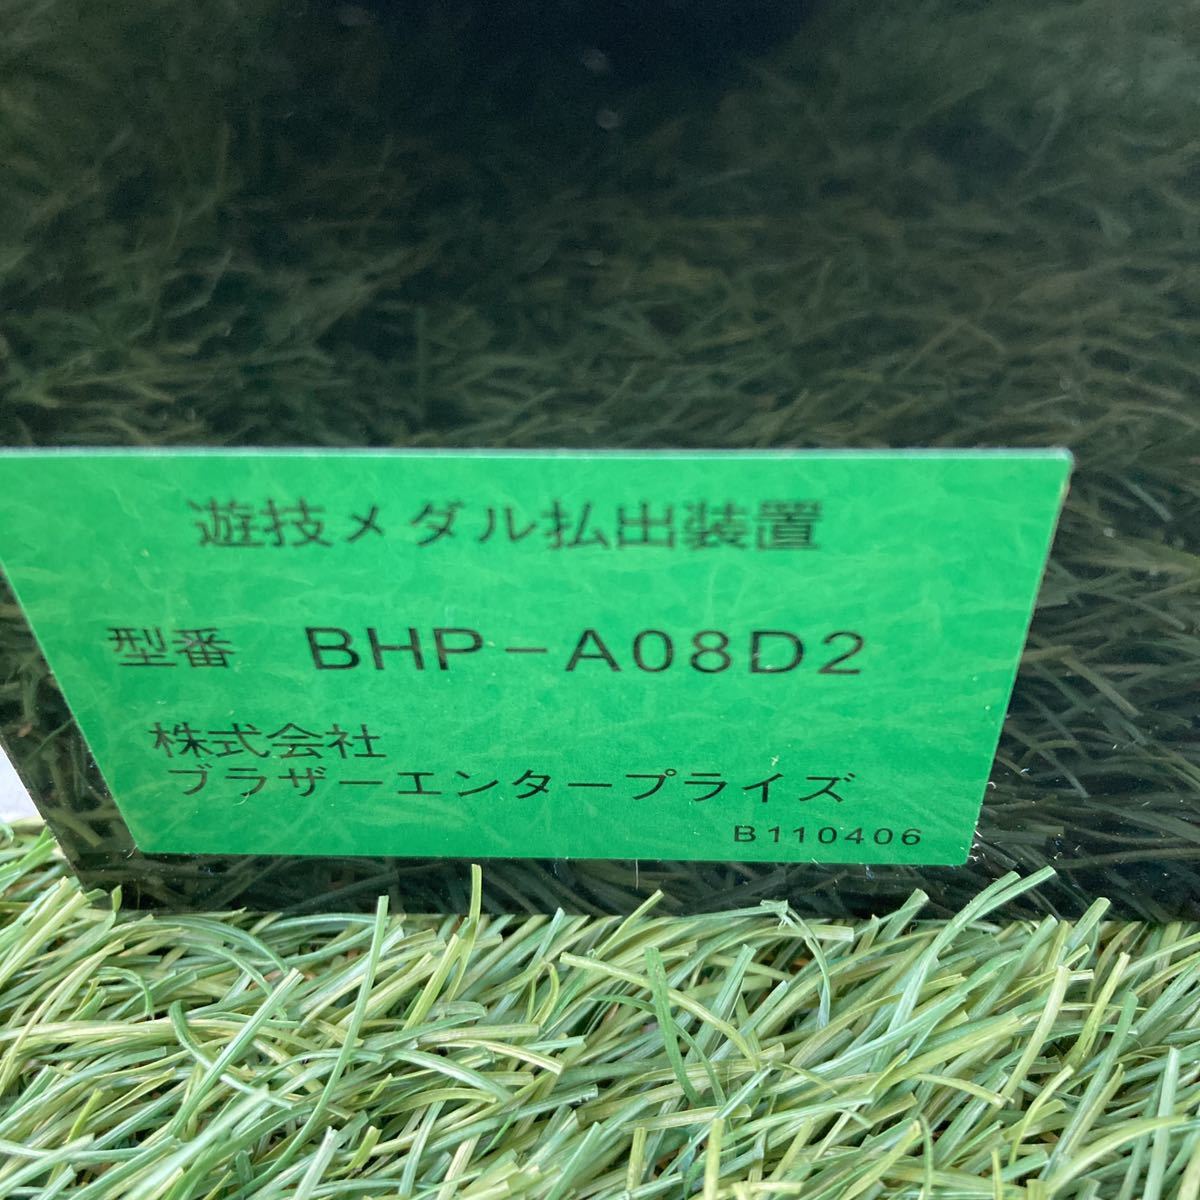 遊技メダル払出装置
型番　BHP-A08D2
株式会社
ブラザーエンタープライズ
B110406